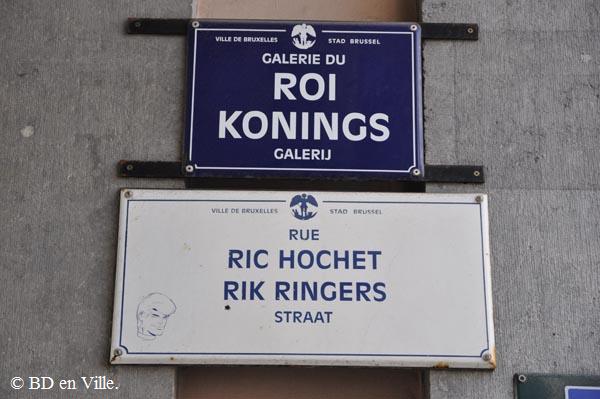 VILLE DE BRUXELLES STAD BRUSSEL
GALERIE DU
ROI
KONINGS
GALERIJ
VILLE DE BRUXELLES STAD BRUSSEL
RUE
RIC HOCHET
RIK RINGERS
STRAAT
© BD en Ville.